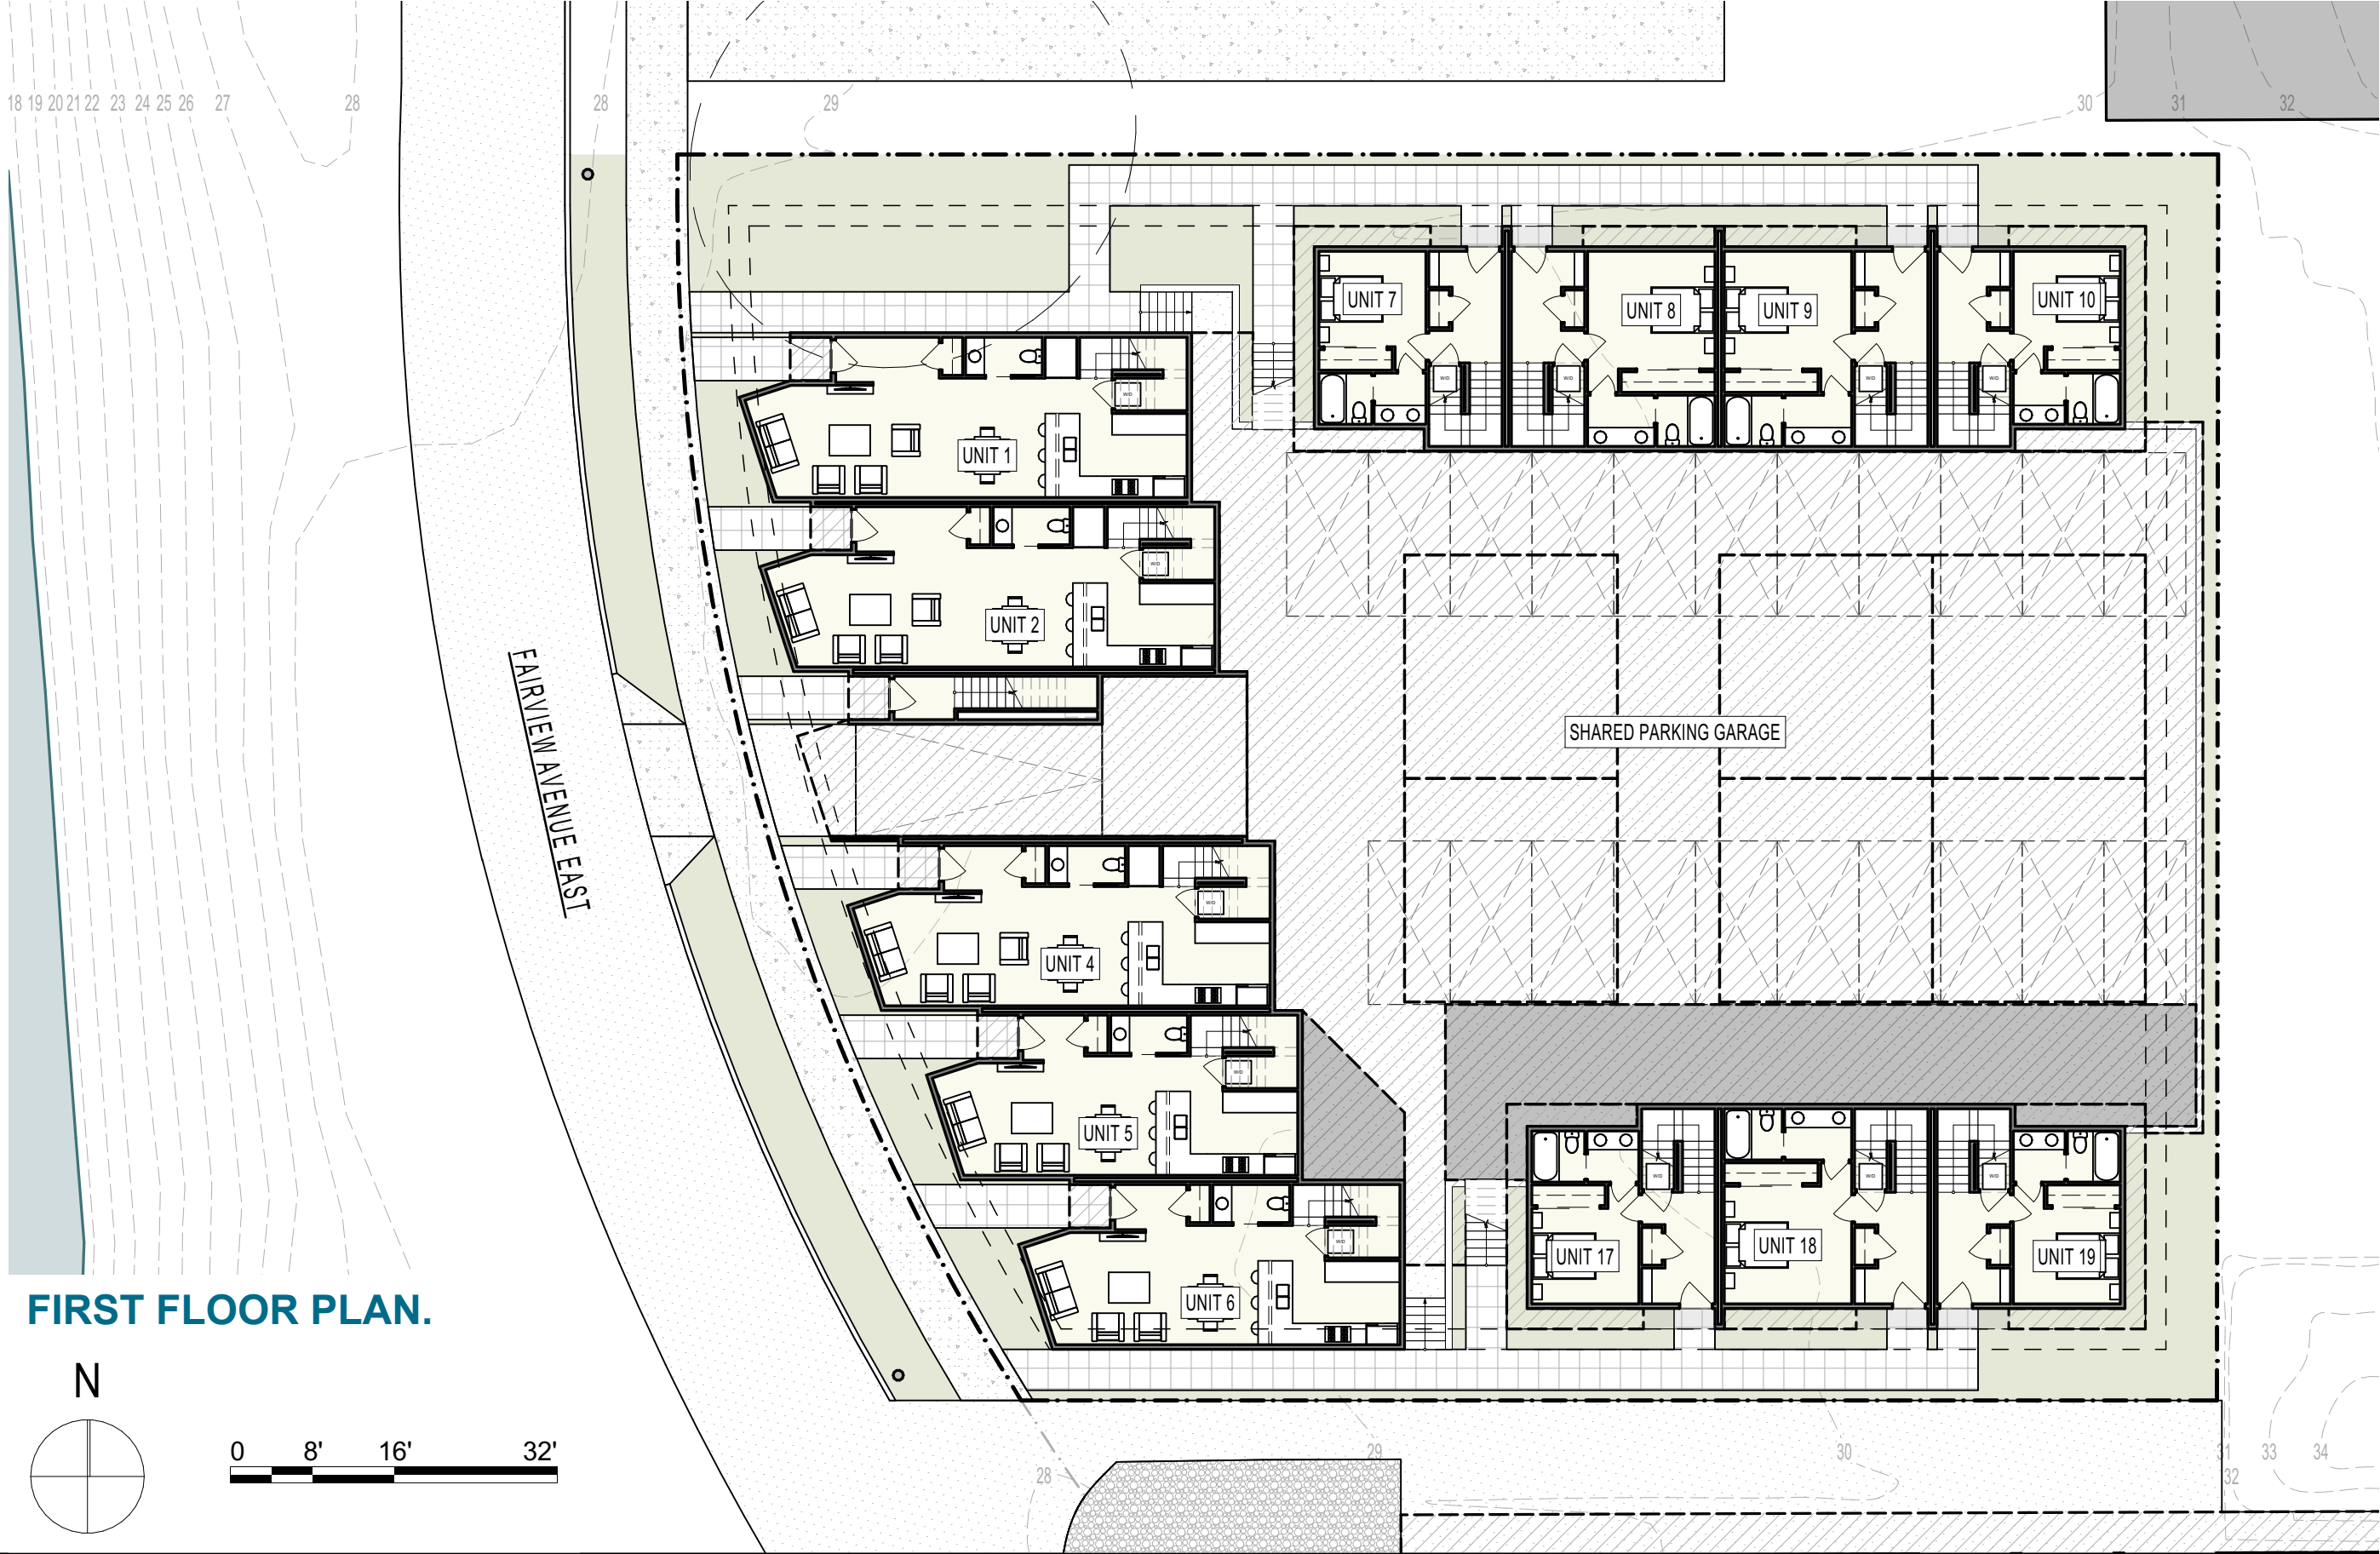 18 19 20 21 22 23 24 25 26 27 28 28 29 30 31 32
UNIT 7
UNIT 8
UNIT 9
UNIT 10
W/D
W/D
W/D
W/D
W/D
UNIT 1
W/D
UNIT 2
FAIRVIEW AVENUE EAST
SHARED PARKING GARAGE
W/D
UNIT 4
W/D
UNIT 5
W/D
W/D
W/D
W/D
UNIT 6
UNIT 17
UNIT 18
UNIT 19
FIRST FLOOR PLAN.
N
0 8' 16' 32'
28
29
30
31
32
33
34